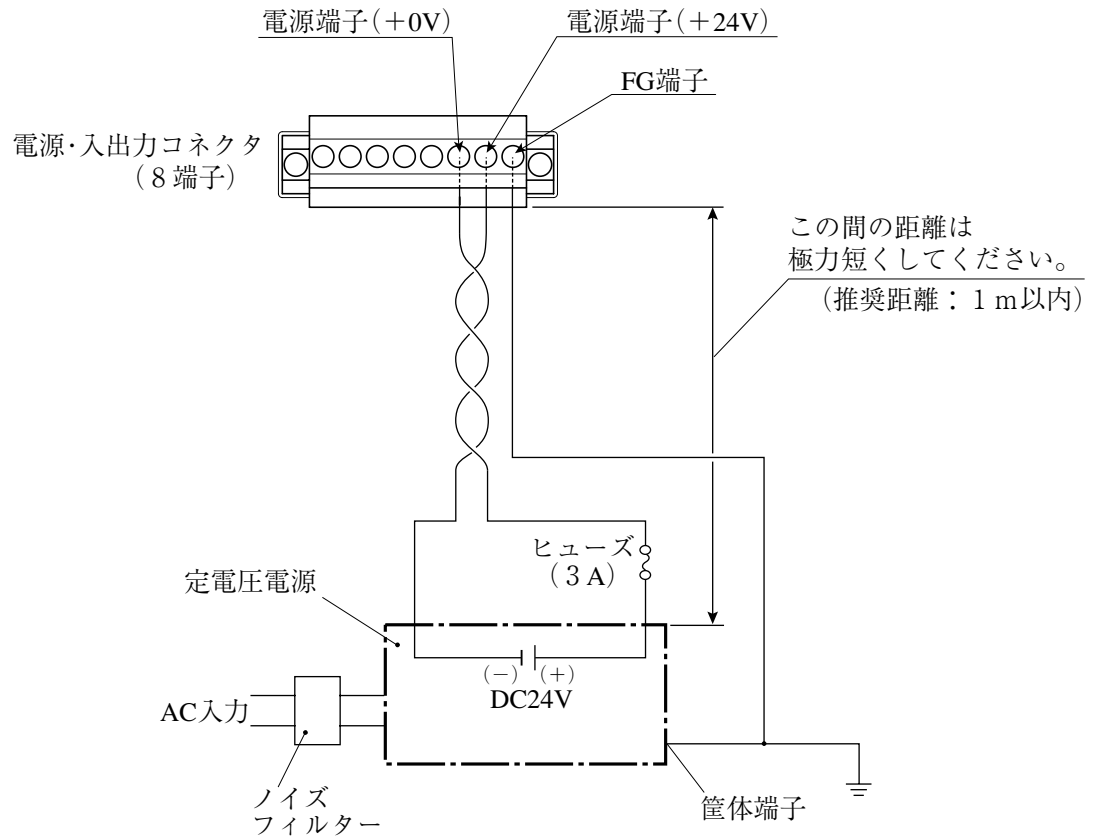 電源端子(+0V)
電源端子(+24V)
FG端子
電源・入出力コネクタ
(8端子)
この間の距離は
極力短くしてください。
(推奨距離:1m以内)
ヒューズ
(3A)
定電圧電源
(-) (+)
DC24V
AC入力
ノイズ
フィルター
筐体端子